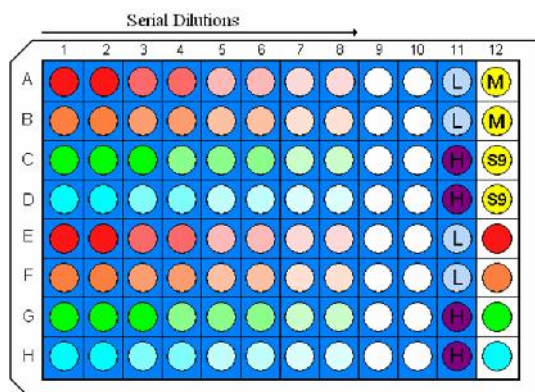 Serial Dilutions
1 2 3 4 5 6 7 8 9 10 11 12
A L M
B L M
C H S9
D H S9
E L
F L
G H
H H